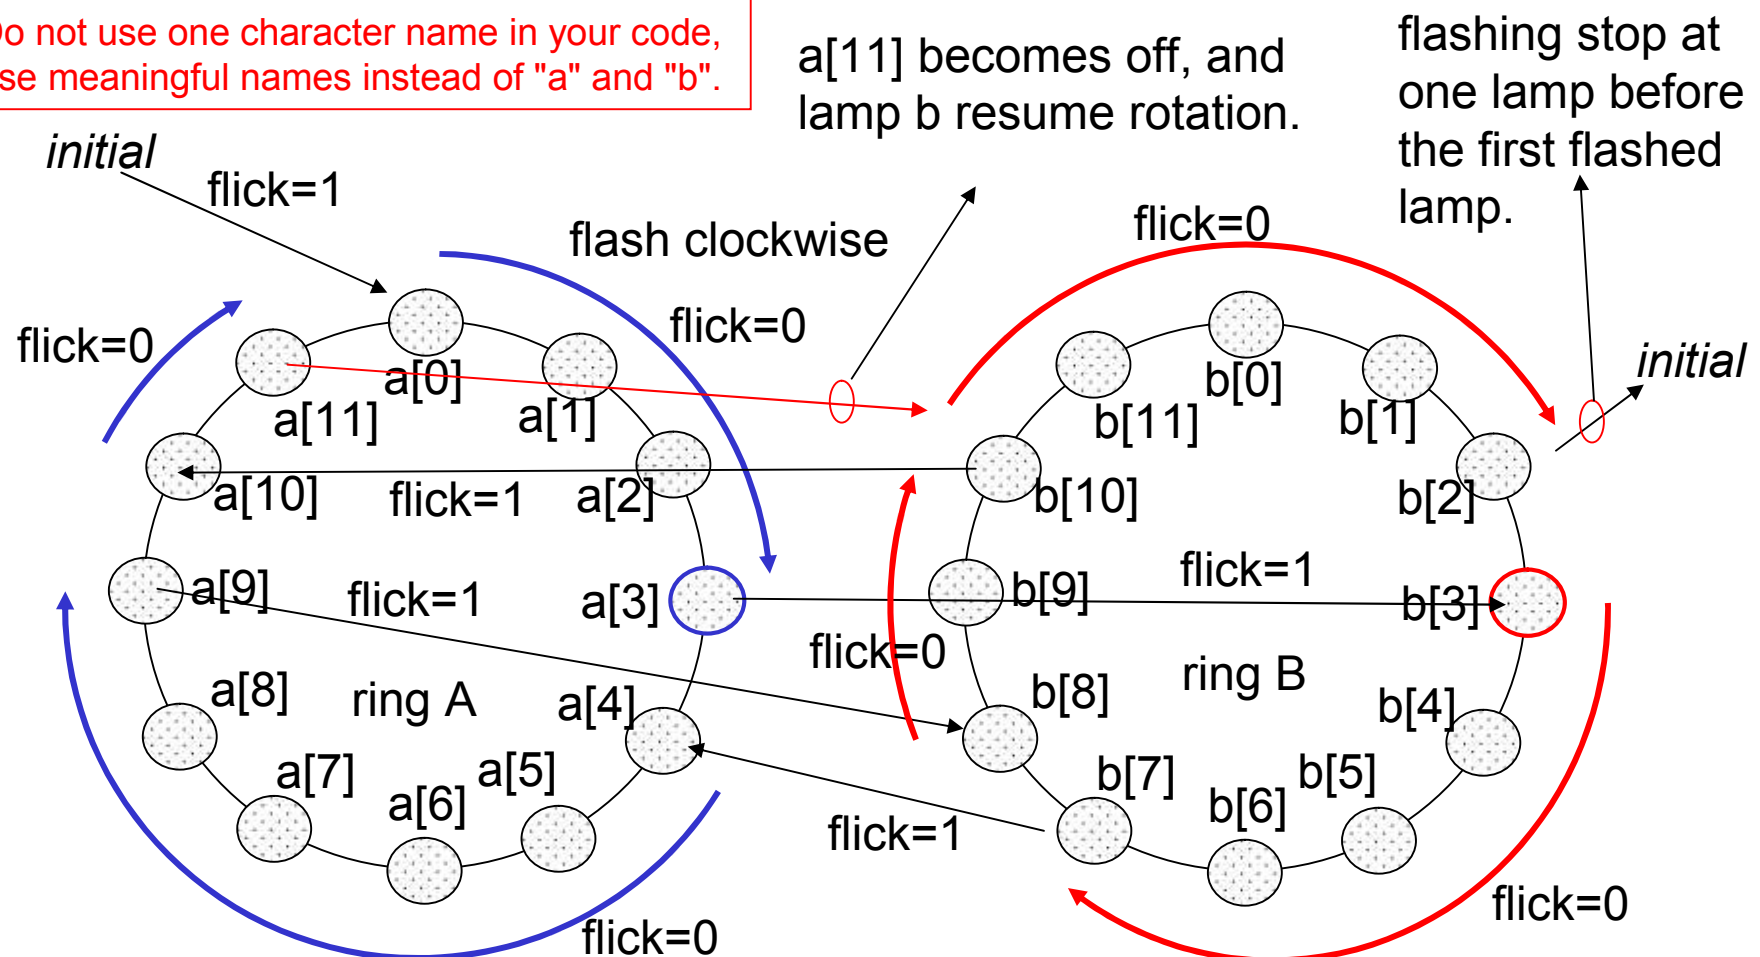 o not use one character name in your code,
se meaningful names instead of "a" and "b".
a[11] becomes off, and
lamp b resume rotation.
flashing stop at
one lamp before
the first flashed
lamp.
initial
flick=1
flash clockwise
flick=0
flick=0
flick=0
initial
a[0]
a[11]
a[1]
b[0]
b[11]
b[1]
a[10]
flick=1
a[2]
b[10]
b[2]
a[9]
flick=1
a[3]
b[9]
flick=1
b[3]
flick=0
a[8]
ring A
a[4]
b[8]
ring B
b[4]
a[7]
a[5]
a[6]
b[7]
b[5]
b[6]
flick=1
flick=0
flick=0